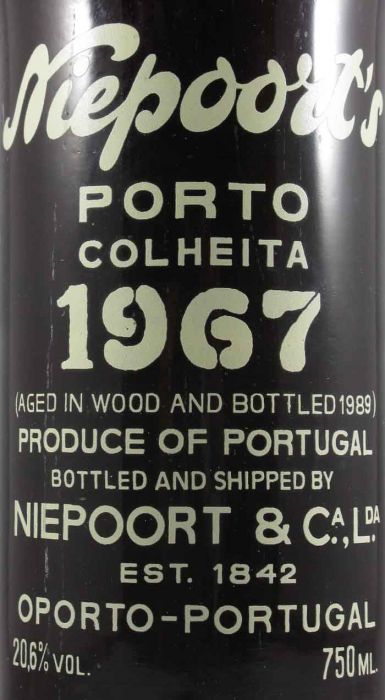 Niepoort's
PORTO
COLHEITA
1967
(AGED IN WOOD AND BOTTLED 1989)
PRODUCE OF PORTUGAL
BOTTLED AND SHIPPED BY
NIEPOORT & C.A, L.DA
EST. 1842
OPORTO-PORTUGAL
20,6% VOL. 750 ML.